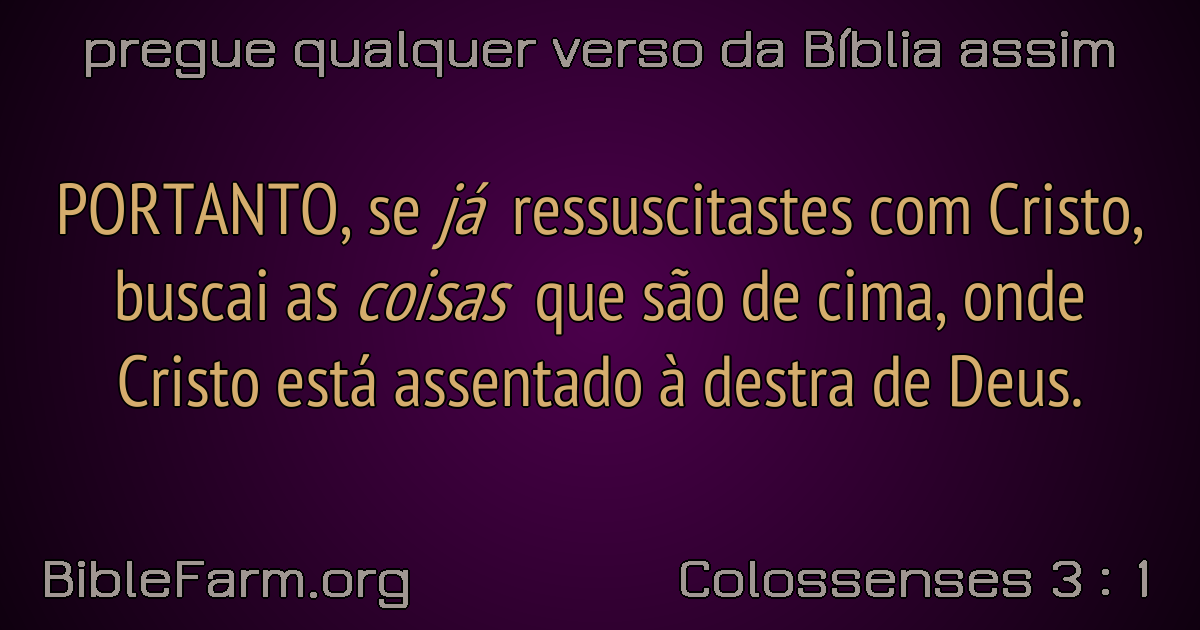 pregue qualquer verso da Bíblia assim
PORTANTO, se já ressuscitastes com Cristo,
buscai as coisas que são de cima, onde
Cristo está assentado à destra de Deus.
BibleFarm.org
Colossenses 3 : 1